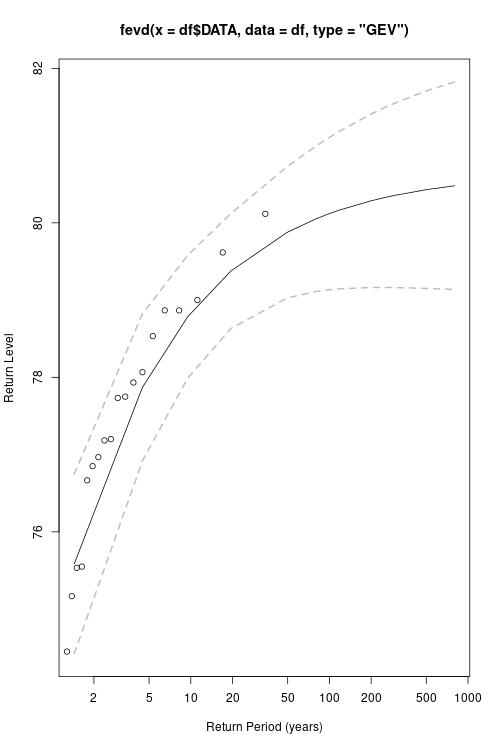 fevd(x = df$DATA, data = df, type = "GEV")
82
80
78
76
Return Level
2 5 10 20 50 100 200 500 1000
Return Period (years)